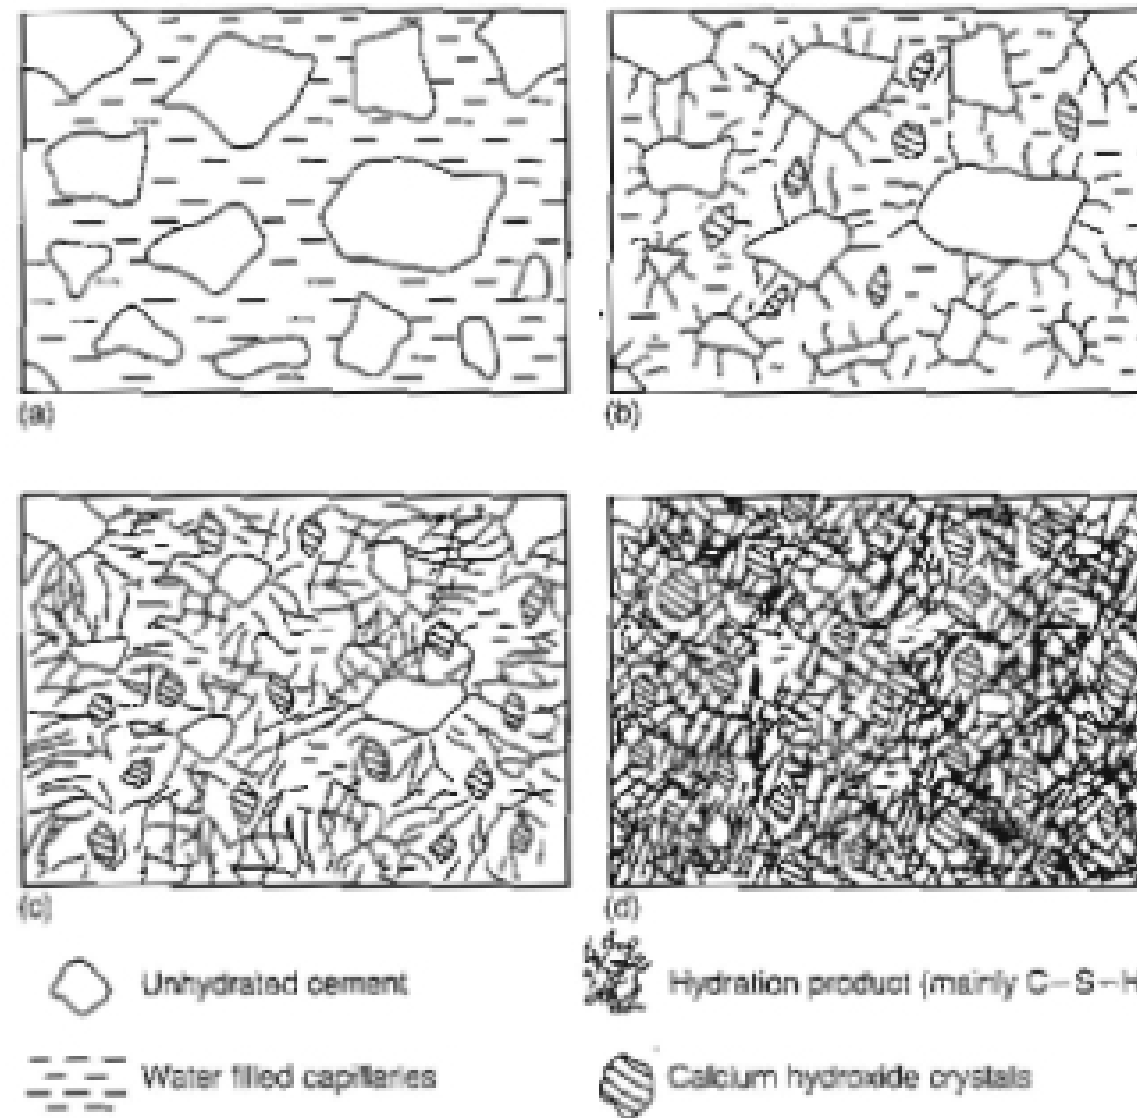 (a)
(b)
(c)
(d)
Unhydrated cement
Hydration product (mainly C-S-H
Water filled capillaries
Calcium hydroxide crystals